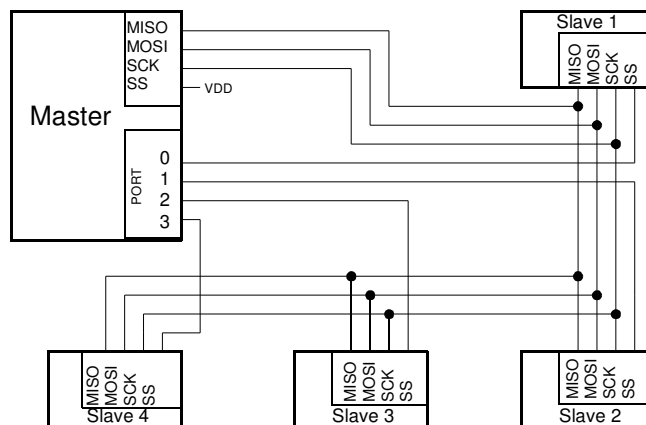 MISO
MOSI
SCK
SS
VDD
Master
PORT
0
1
2
3
Slave 1
MISO
MOSI
SCK
SS
MISO
MOSI
SCK
SS
Slave 4
MISO
MOSI
SCK
SS
Slave 3
MISO
MOSI
SCK
SS
Slave 2